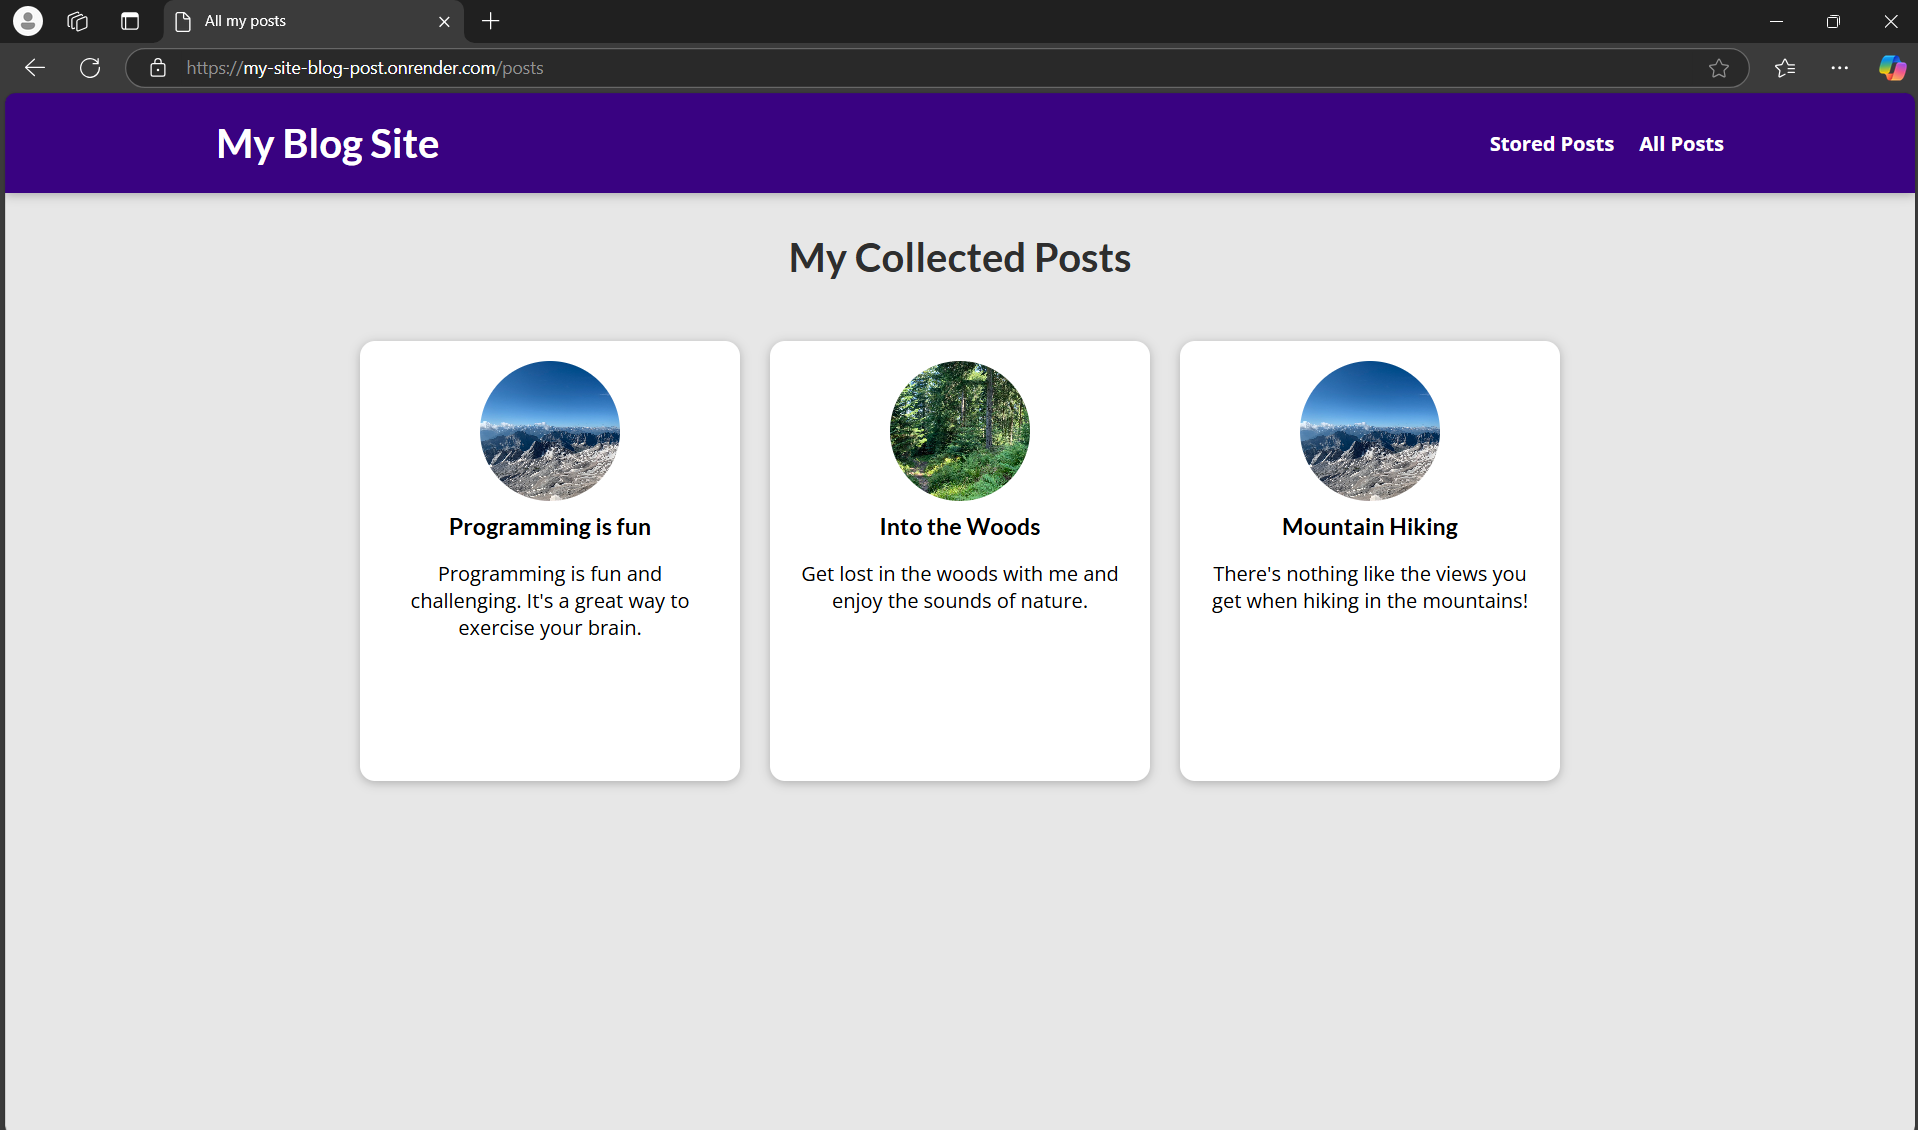 All my posts
https://my-site-blog-post.onrender.com/posts
My Blog Site
Stored Posts
All Posts
My Collected Posts
Programming is fun
Programming is fun and
challenging. It's a great way to
exercise your brain.
Into the Woods
Get lost in the woods with me and
enjoy the sounds of nature.
Mountain Hiking
There's nothing like the views you
get when hiking in the mountains!